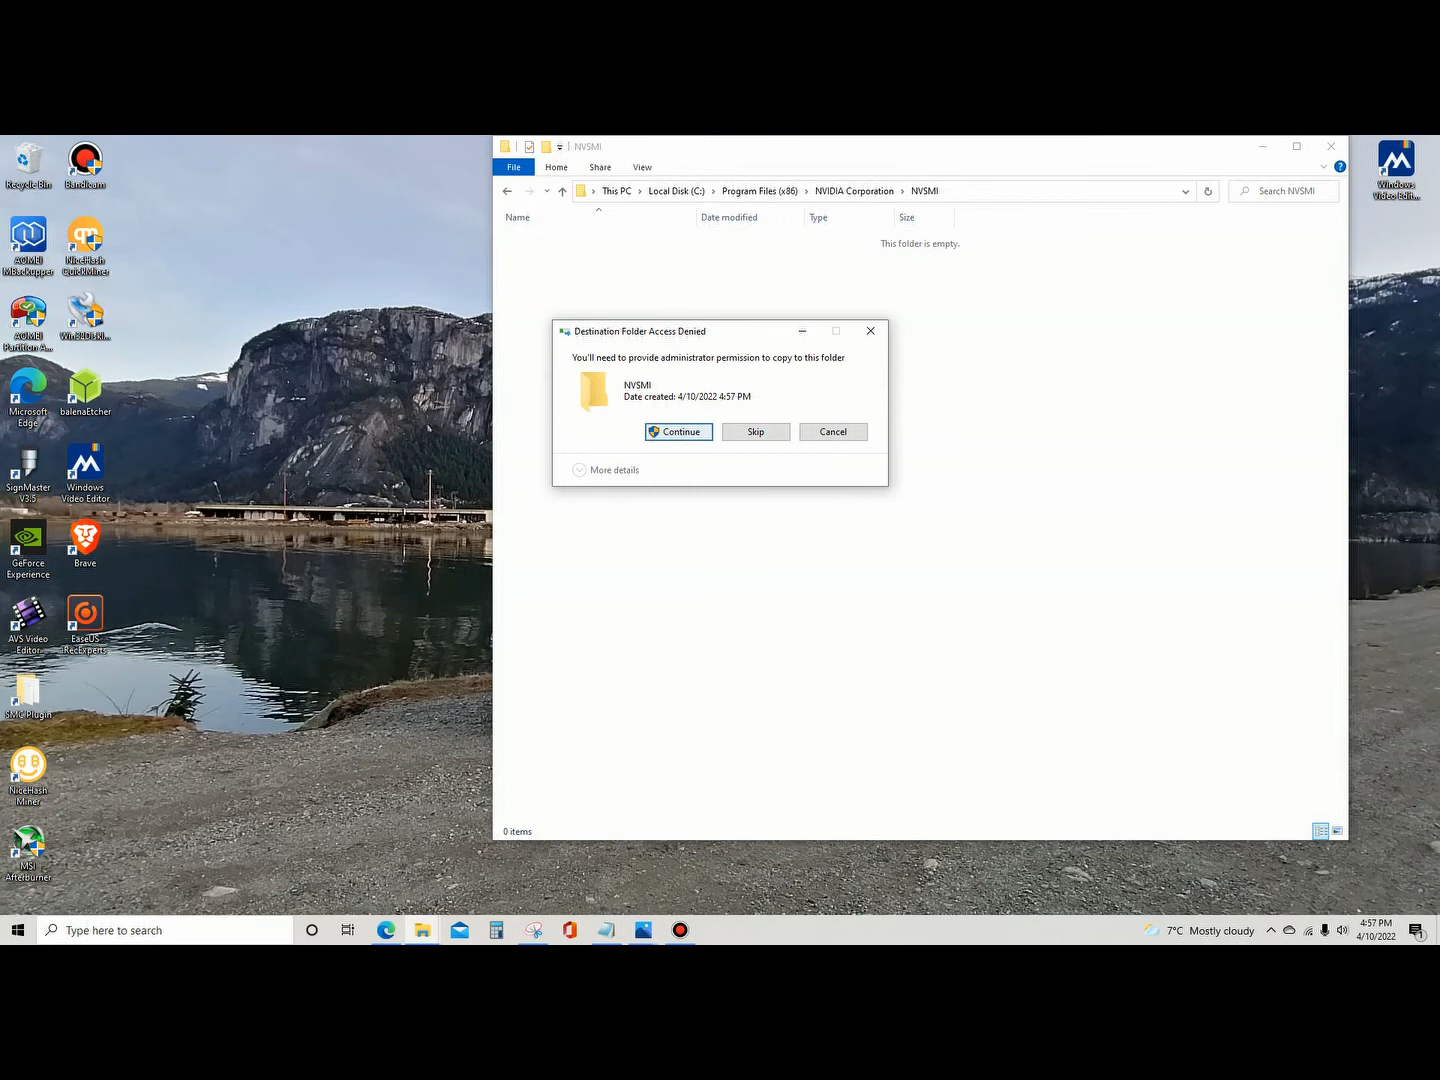 Recycle Bin
Bandicam
AOMEI
MBackupper
NiceHash
QuickMiner
AOMEI
Partition A...
Win32DiskI...
Microsoft
Edge
balenaEtcher
SignMaster
V3.5
Windows
Video Editor
GeForce
Experience
Brave
AVS Video
Editor
EaseUS
RecExperts
SMC Plugin
NiceHash
Miner
MSI
Afterburner
NVSMI
File Home Share View
This PC > Local Disk (C:) > Program Files (x86) > NVIDIA Corporation > NVSMI
Search NVSMI
Name Date modified Type Size
This folder is empty.
Destination Folder Access Denied
You'll need to provide administrator permission to copy to this folder
NVSMI
Date created: 4/10/2022 4:57 PM
Continue Skip Cancel
More details
0 items
Windows
Video Edit...
Type here to search
7°C Mostly cloudy
4:57 PM
4/10/2022
1